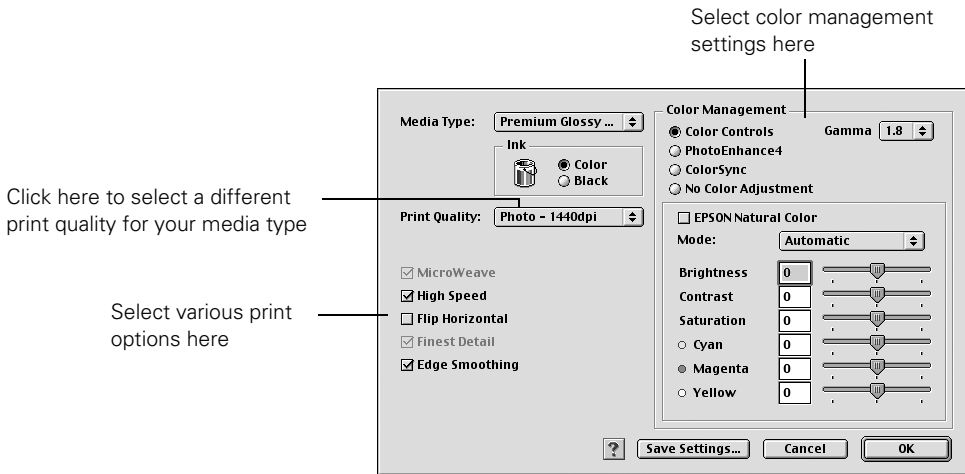 Select color management
settings here
Click here to select a different
print quality for your media type
Select various print
options here
Media Type: Premium Glossy ...
Ink
Color
Black
Print Quality: Photo - 1440dpi
MicroWeave
High Speed
Flip Horizontal
Finest Detail
Edge Smoothing
Color Management
Color Controls Gamma 1.8
PhotoEnhance4
ColorSync
No Color Adjustment
EPSON Natural Color
Mode: Automatic
Brightness 0
Contrast 0
Saturation 0
Cyan 0
Magenta 0
Yellow 0
? Save Settings... Cancel OK